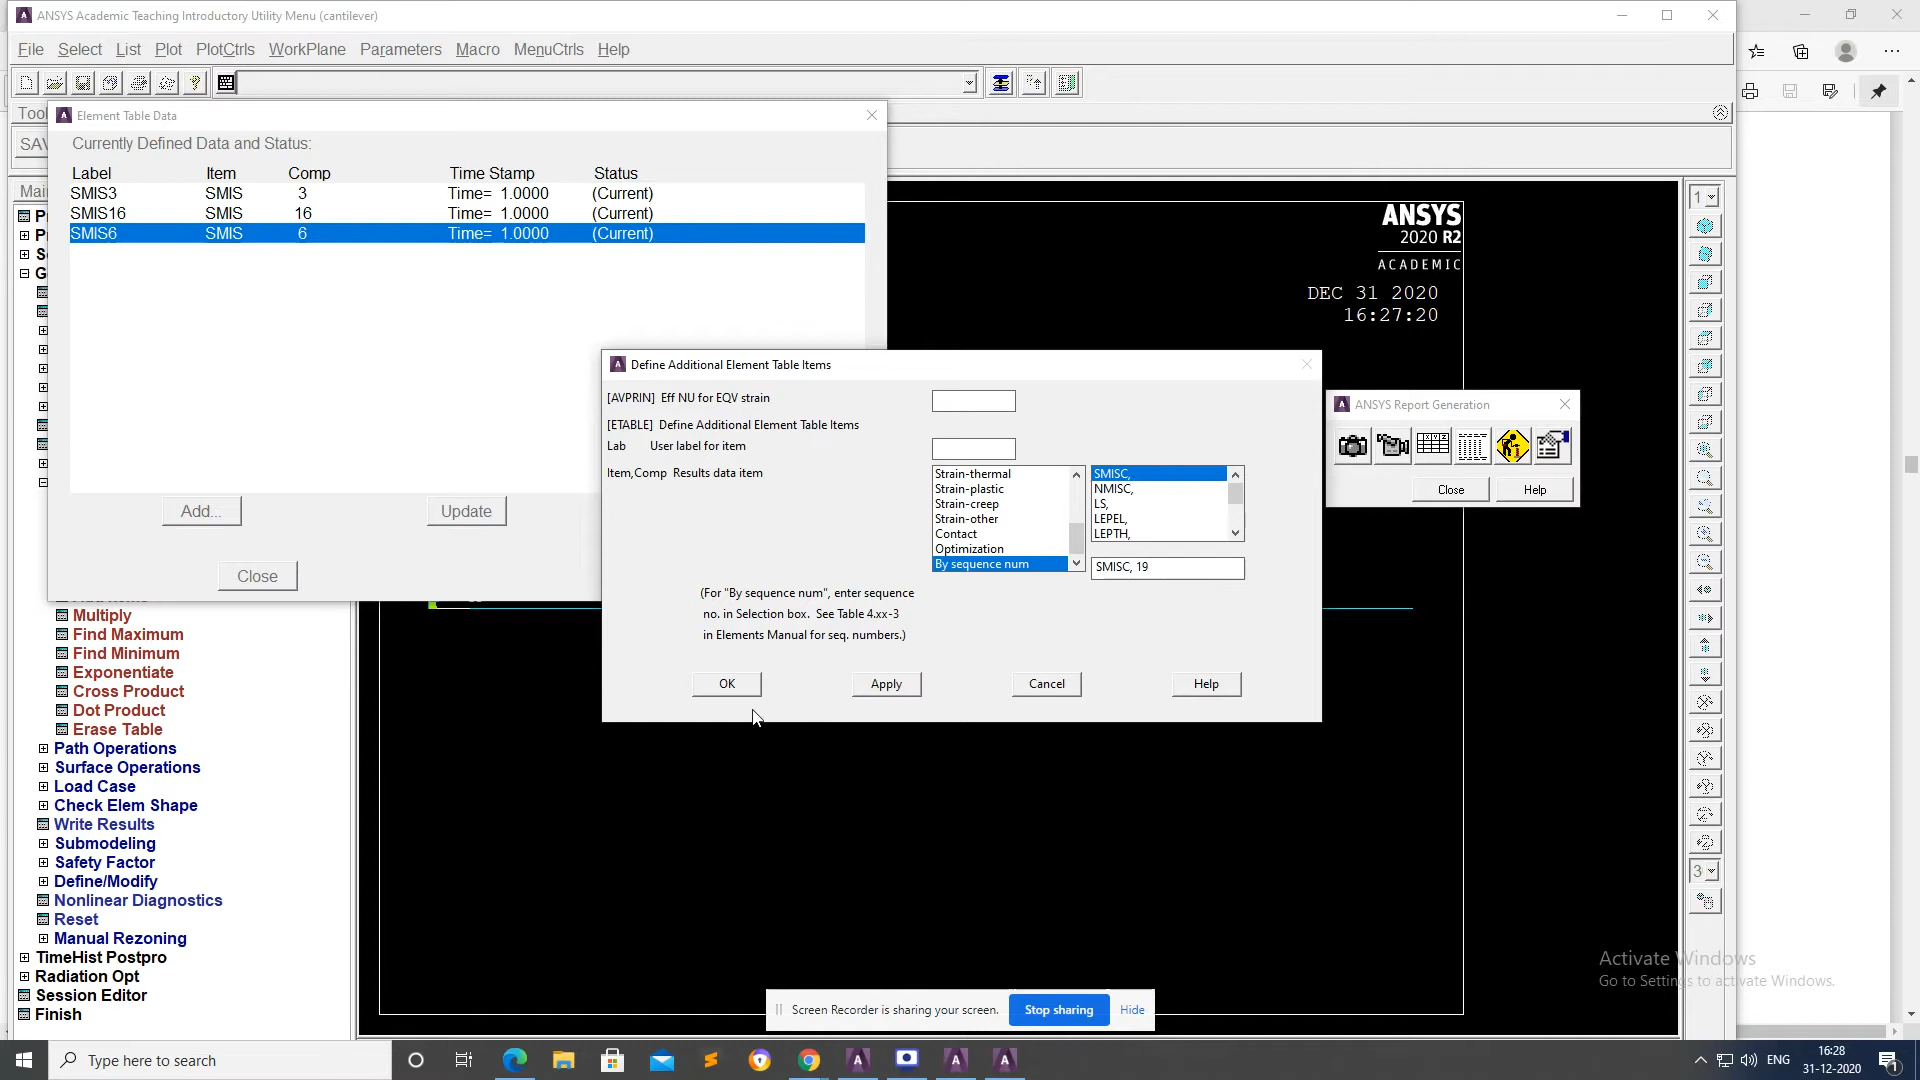 ANSYS Academic Teaching Introductory Utility Menu (cantilever)
File Select List Plot PlotCtrls WorkPlane Parameters Macro MenuCtrls Help
Element Table Data
Currently Defined Data and Status:
Label Item Comp Time Stamp Status
SMIS3 SMIS 3 Time= 1.0000 (Current)
SMIS16 SMIS 16 Time= 1.0000 (Current)
SMIS6 SMIS 6 Time= 1.0000 (Current)
Add... Update
Close
ANSYS
2020 R2
ACADEMIC
DEC 31 2020
16:27:20
1
Define Additional Element Table Items
[AVPRIN] Eff NU for EQV strain
[ETABLE] Define Additional Element Table Items
Lab User label for item
Item,Comp Results data item
Strain-thermal
Strain-plastic
Strain-creep
Strain-other
Contact
Optimization
By sequence num
SMISC,
NMISC,
LS,
LEPEL,
LEPTH,
SMISC, 19
(For "By sequence num", enter sequence
no. in Selection box. See Table 4.xx-3
in Elements Manual for seq. numbers.)
OK Apply Cancel Help
ANSYS Report Generation
Close Help
Multiply
Find Maximum
Find Minimum
Exponentiate
Cross Product
Dot Product
Erase Table
Path Operations
Surface Operations
Load Case
Check Elem Shape
Write Results
Submodeling
Safety Factor
Define/Modify
Nonlinear Diagnostics
Reset
Manual Rezoning
TimeHist Postpro
Radiation Opt
Session Editor
Finish
3
Activate Windows
Go to Settings to activate Windows.
Screen Recorder is sharing your screen. Stop sharing Hide
Type here to search
ENG
16:28
31-12-2020
1